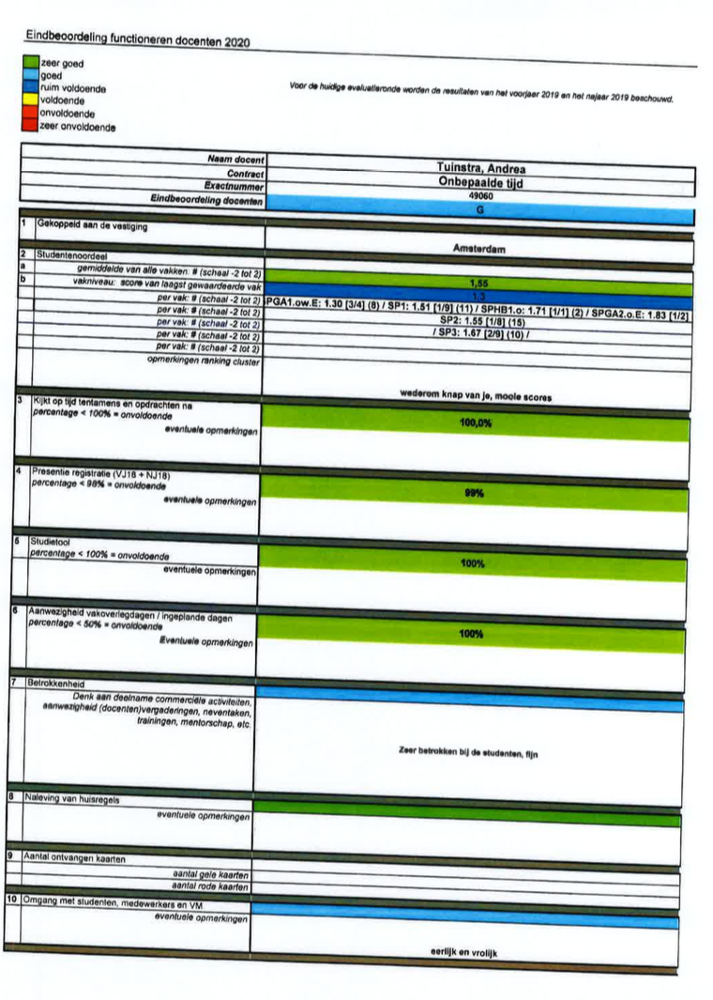 Eindbeoordeling functioneren docenten 2020
zeer goed
goed
ruim voldoende
voldoende
onvoldoende
zeer onvoldoende
Voor de huidige evaluatieronde worden de resultaten van het voorjaar 2019 en het najaar 2019 beschouwd.
Naam docent Tuinstra, Andrea
Contract Onbepaalde tijd
Exactnummer 49060
Eindbeoordeling docenten G
1 Gekoppeld aan de vestiging Amsterdam
2 Studentenoordeel
a gemiddelde van alle vakken: # (schaal -2 tot 2) 1,55
b vakniveau: score van laagst gewaardeerde vak 1,3
per vak: # (schaal -2 tot 2) PGA1.ow.E: 1.30 [3/4] (8) / SP1: 1.51 [1/9] (11) / SPHB1.o: 1.71 [1/1] (2) / SPGA2.o.E: 1.83 [1/2]
per vak: # (schaal -2 tot 2) SP2: 1.55 [1/8] (15)
per vak: # (schaal -2 tot 2) / SP3: 1.67 [2/9] (10) /
per vak: # (schaal -2 tot 2)
per vak: # (schaal -2 tot 2)
opmerkingen ranking cluster
wederom knap van je, mooie scores
3 Kijkt op tijd tentamens en opdrachten na
percentage < 100% = onvoldoende 100,0%
eventuele opmerkingen
4 Presentie registratie (VJ18 + NJ18)
percentage < 98% = onvoldoende 99%
eventuele opmerkingen
5 Studietool
percentage < 100% = onvoldoende 100%
eventuele opmerkingen
6 Aanwezigheid vakoverlegdagen / ingeplande dagen
percentage < 50% = onvoldoende 100%
Eventuele opmerkingen
7 Betrokkenheid
Denk aan deelname commerciële activiteiten,
aanwezigheid (docenten)vergaderingen, neventaken,
trainingen, mentorschap, etc.
Zeer betrokken bij de studenten, fijn
8 Naleving van huisregels
eventuele opmerkingen
9 Aantal ontvangen kaarten
aantal gele kaarten
aantal rode kaarten
10 Omgang met studenten, medewerkers en VM
eventuele opmerkingen
eerlijk en vrolijk